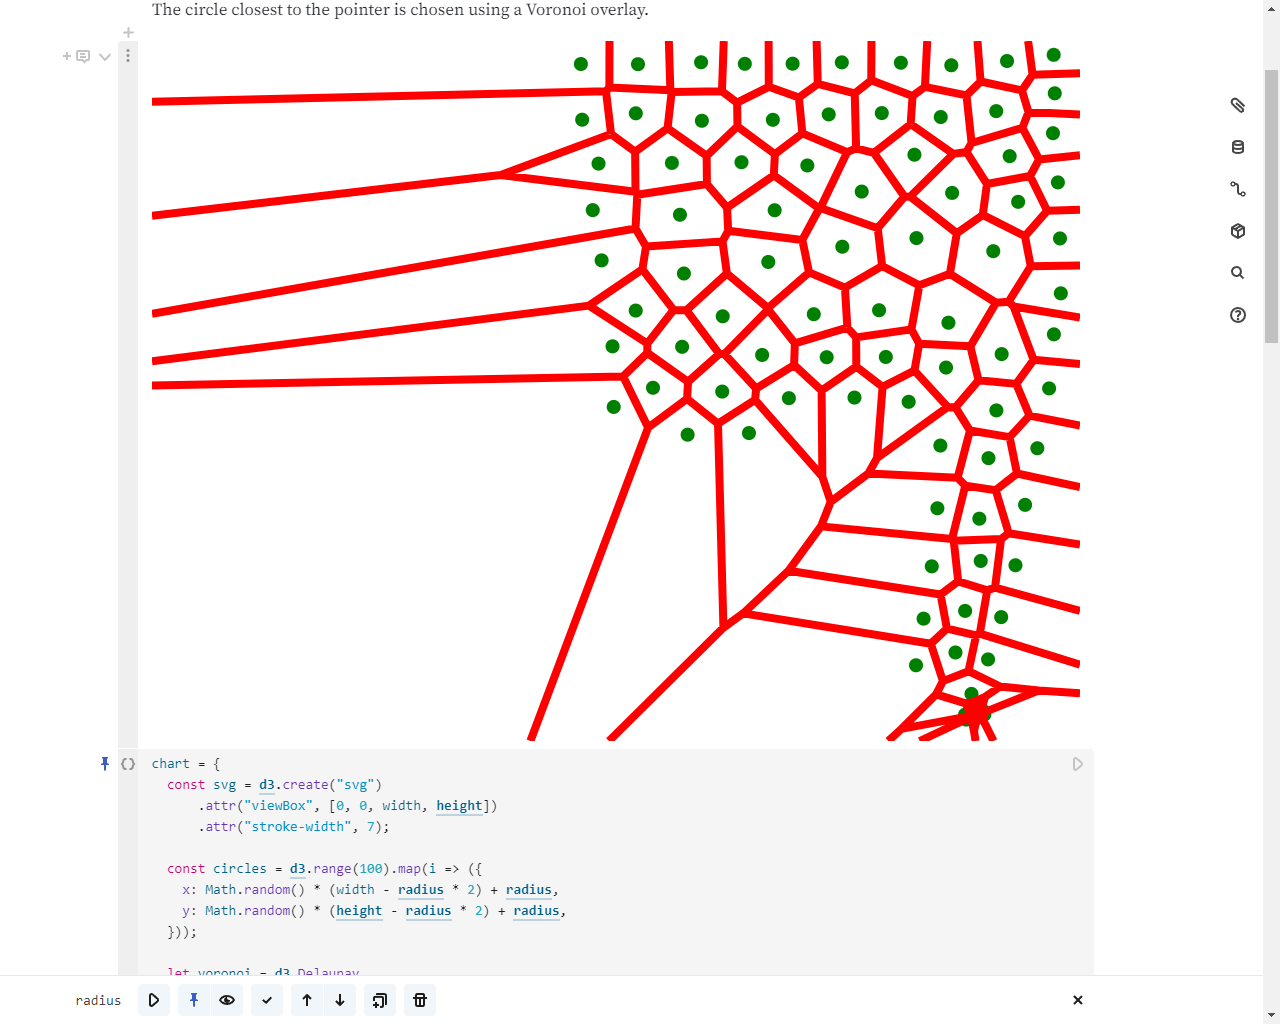 The circle closest to the pointer is chosen using a Voronoi overlay.
chart = {
const svg = d3.create("svg")
.attr("viewBox", [0, 0, width, height])
.attr("stroke-width", 7);
const circles = d3.range(100).map(i => ({
x: Math.random() * (width - radius * 2) + radius,
y: Math.random() * (height - radius * 2) + radius,
}));
let voronoi = d3.Delaunay
radius